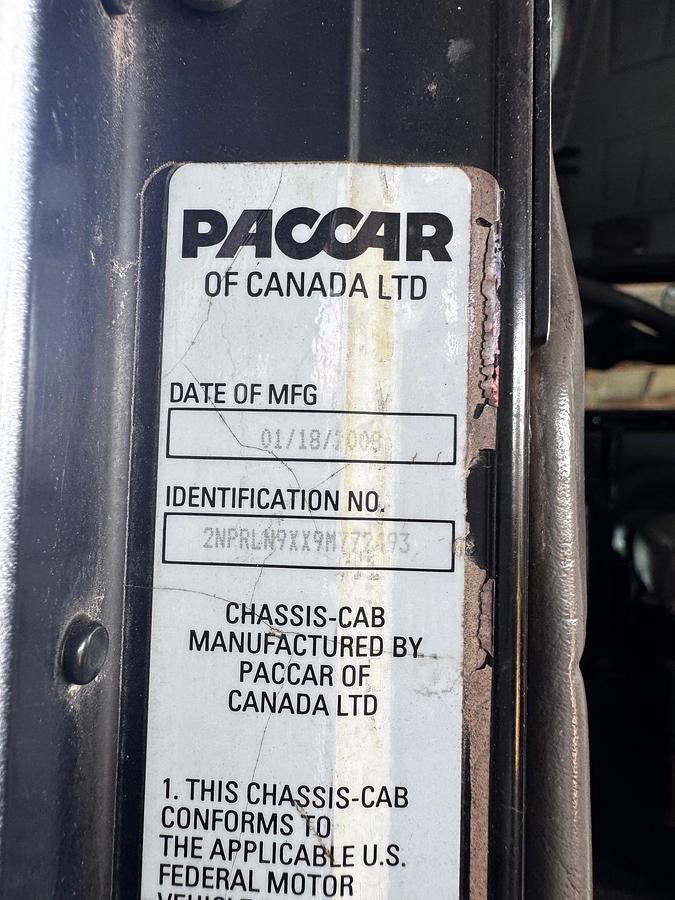 PACCAR
OF CANADA LTD
DATE OF MFG
01/18/2008
IDENTIFICATION NO.
CHASSIS-CAB
MANUFACTURED BY
PACCAR OF
CANADA LTD
1. THIS CHASSIS-CAB
CONFORMS TO
THE APPLICABLE U.S.
FEDERAL MOTOR